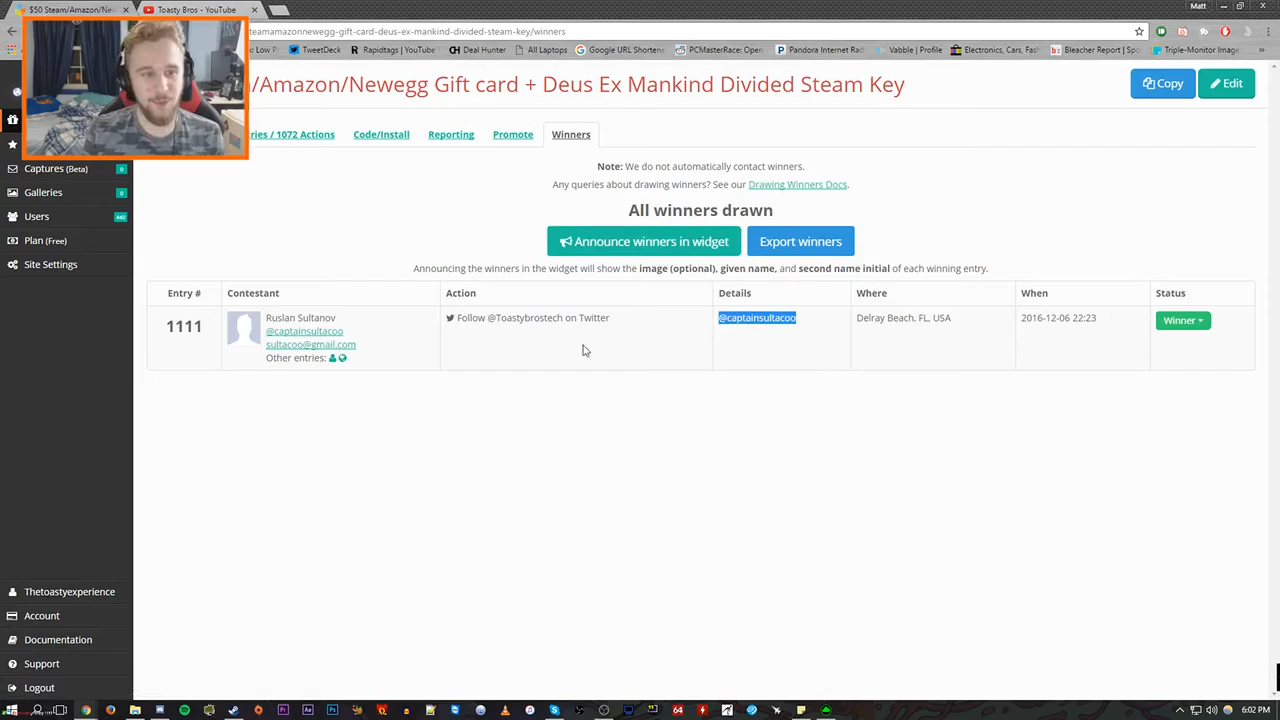 $50 Steam/Amazon/Ne
Toasty Bros - YouTube
Matt
teamamazonnewegg-gift-card-deus-ex-mankind-divided-steam-key/winners
Low P
TweetDeck
Rapidtags | YouTube
Deal Hunter
All Laptops
Google URL Shortene
PCMasterRace: Open
Pandora Internet Rad
Vabble | Profile
Electronics, Cars, Fash
Bleacher Report | Spo
Triple-Monitor Image
/Amazon/Newegg Gift card + Deus Ex Mankind Divided Steam Key
Copy
Edit
ries / 1072 Actions
Code/Install
Reporting
Promote
Winners
Captures (Beta)
0
Galleries
0
Users
440
Plan (Free)
Site Settings
Note: We do not automatically contact winners.
Any queries about drawing winners? See our Drawing Winners Docs.
All winners drawn
Announce winners in widget
Export winners
Announcing the winners in the widget will show the image (optional), given name, and second name initial of each winning entry.
Entry # Contestant Action Details Where When Status
1111
Ruslan Sultanov
@captainsultacoo
sultacoo@gmail.com
Other entries:
Follow @Toastybrostech on Twitter
@captainsultacoo
Delray Beach, FL, USA
2016-12-06 22:23
Winner
Thetoastyexperience
Account
Documentation
Support
Logout
64
6:02 PM